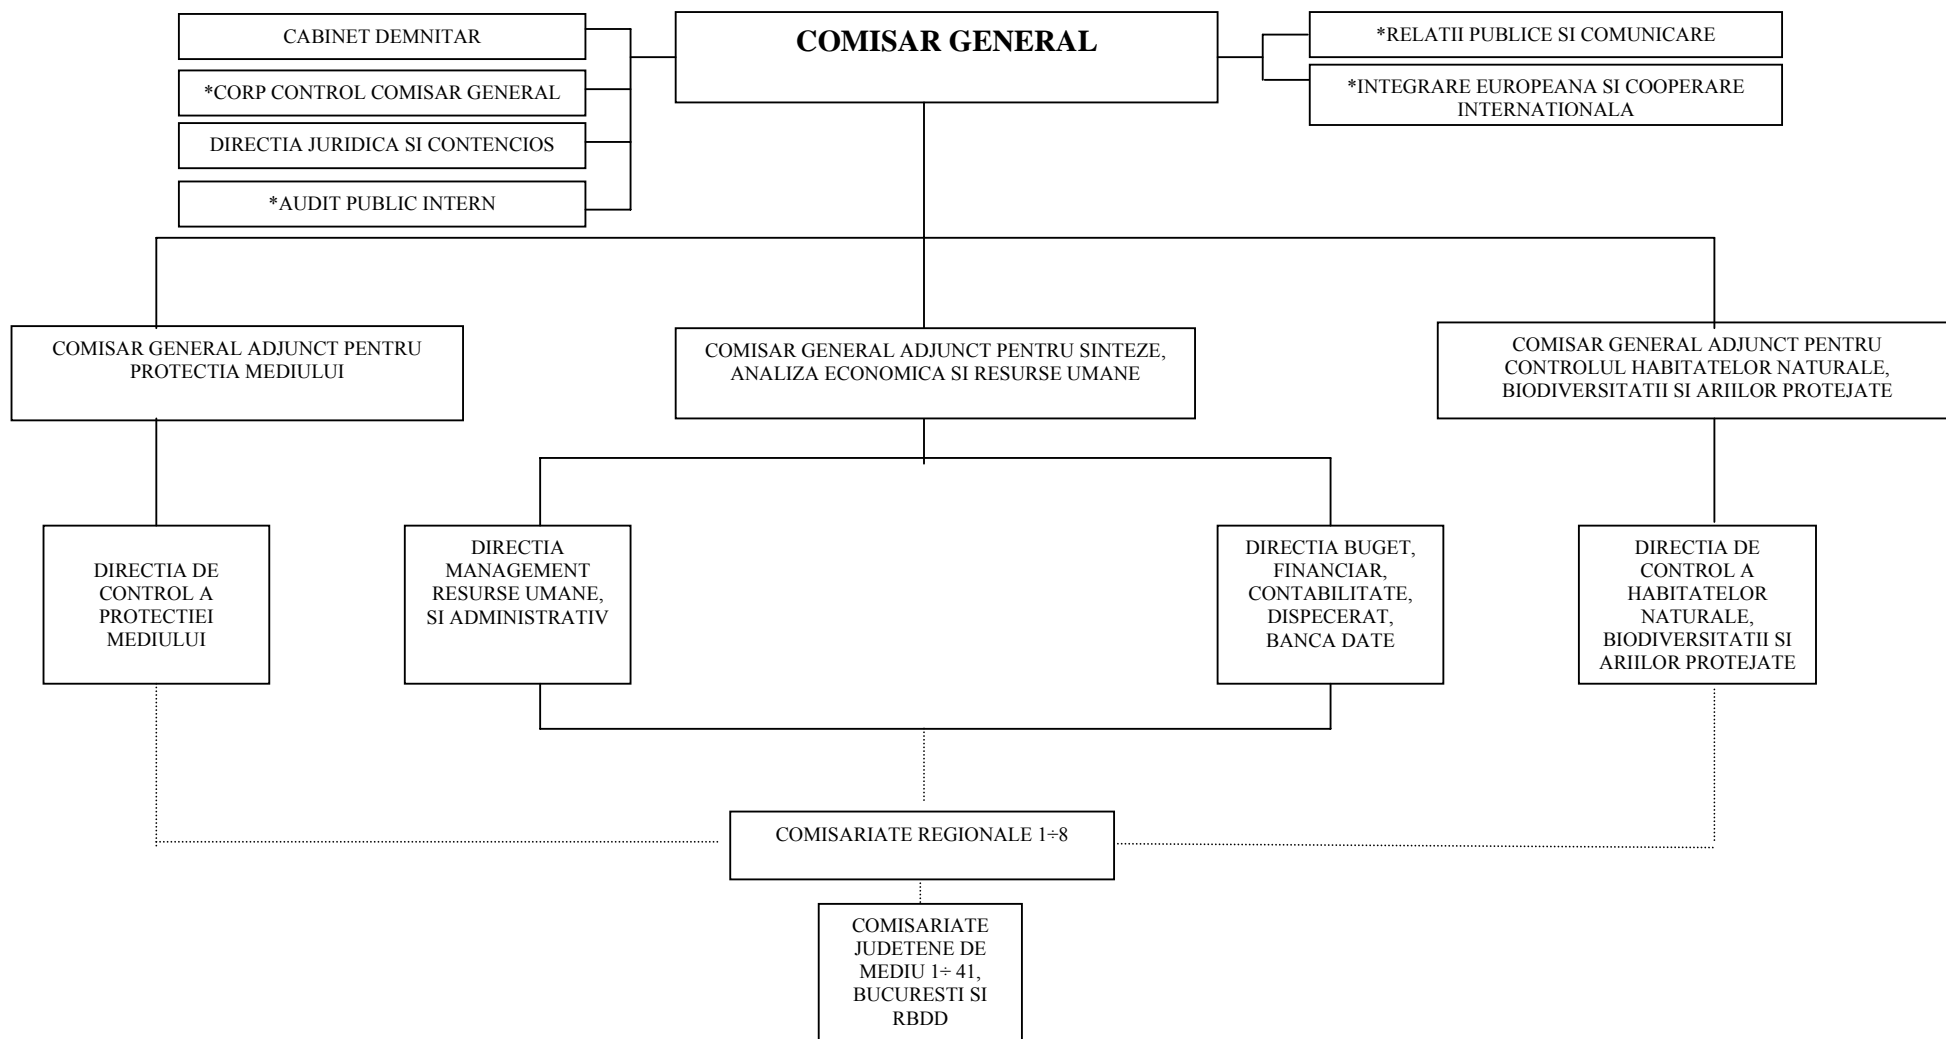 CABINET DEMNITAR
*CORP CONTROL COMISAR GENERAL
DIRECTIA JURIDICA SI CONTENCIOS
*AUDIT PUBLIC INTERN
COMISAR GENERAL
*RELATII PUBLICE SI COMUNICARE
*INTEGRARE EUROPEANA SI COOPERARE
INTERNATIONALA
COMISAR GENERAL ADJUNCT PENTRU
PROTECTIA MEDIULUI
COMISAR GENERAL ADJUNCT PENTRU SINTEZE,
ANALIZA ECONOMICA SI RESURSE UMANE
COMISAR GENERAL ADJUNCT PENTRU
CONTROLUL HABITATELOR NATURALE,
BIODIVERSITATII SI ARIILOR PROTEJATE
DIRECTIA DE
CONTROL A
PROTECTIEI
MEDIULUI
DIRECTIA
MANAGEMENT
RESURSE UMANE,
SI ADMINISTRATIV
DIRECTIA BUGET,
FINANCIAR,
CONTABILITATE,
DISPECERAT,
BANCA DATE
DIRECTIA DE
CONTROL A
HABITATELOR
NATURALE,
BIODIVERSITATII SI
ARIILOR PROTEJATE
COMISARIATE REGIONALE 1÷8
COMISARIATE
JUDETENE DE
MEDIU 1÷ 41,
BUCURESTI SI
RBDD